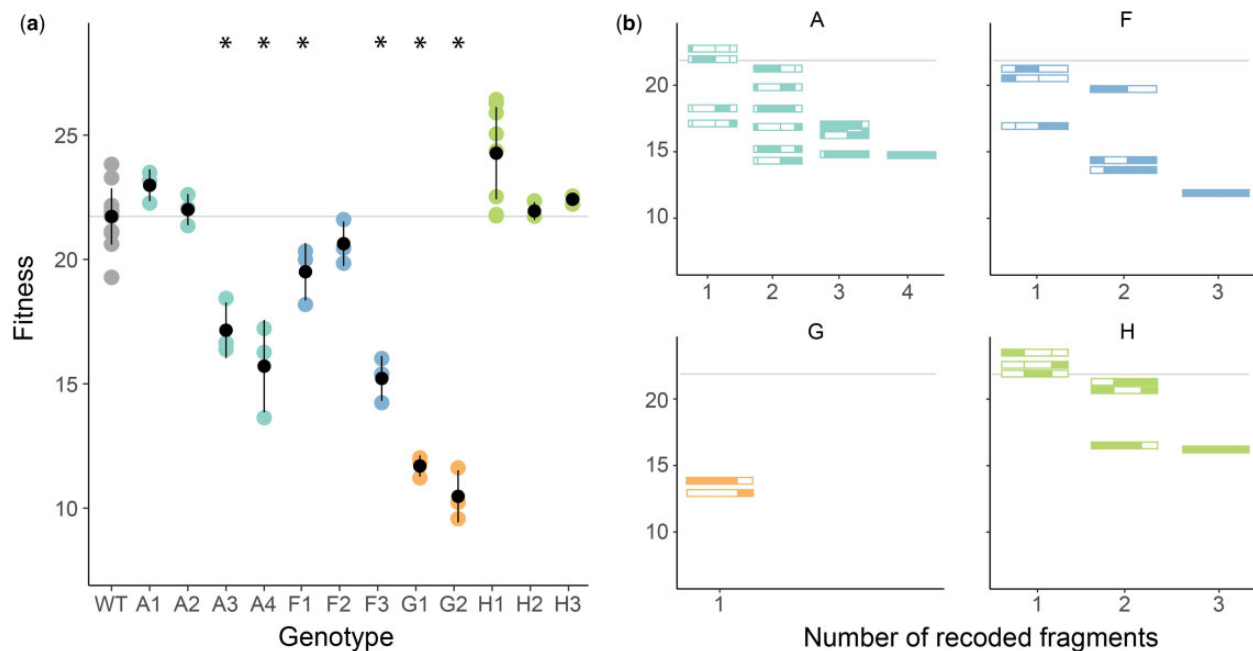 (a)
* * * * * *
25
20
15
10
Fitness
WT A1 A2 A3 A4 F1 F2 F3 G1 G2 H1 H2 H3
Genotype
(b)
A
20
15
10
1 2 3 4
F
1 2 3
G
20
15
10
1
H
1 2 3
Number of recoded fragments